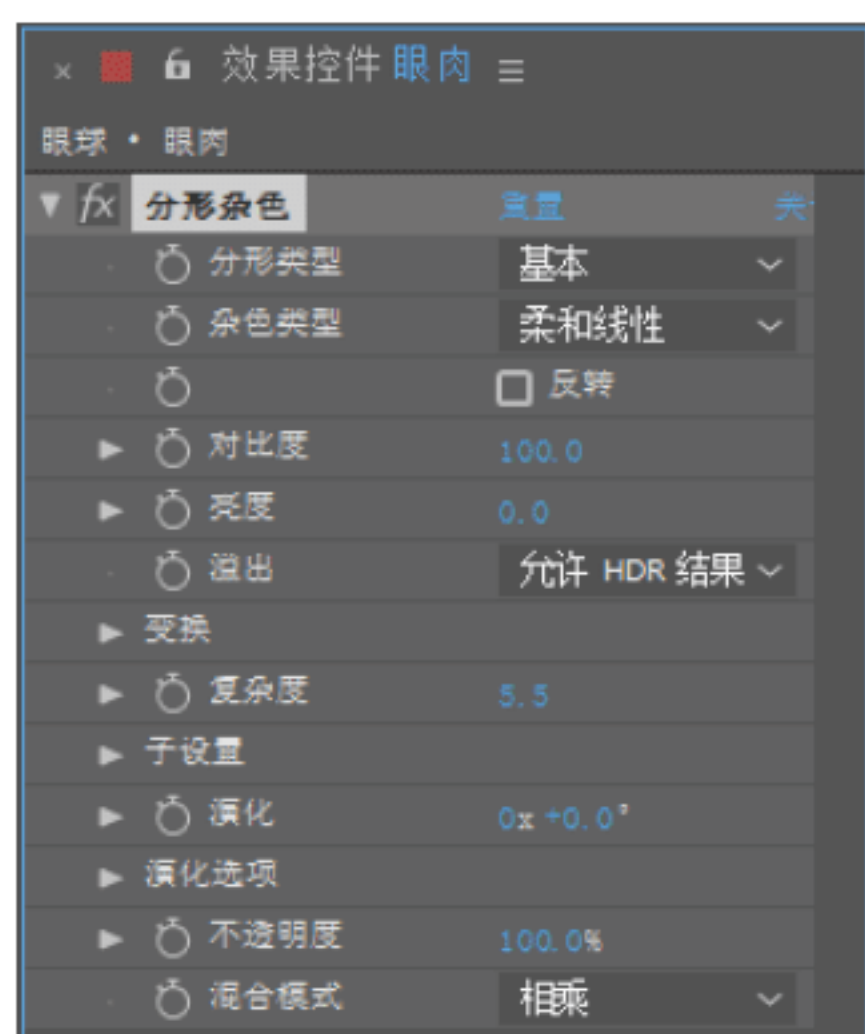 效果控件 眼肉
眼球 • 眼肉
fx 分形杂色 重置
分形类型 基本
杂色类型 柔和线性
反转
对比度 100.0
亮度 0.0
溢出 允许 HDR 结果
变换
复杂度 5.5
子设置
演化 0x +0.0°
演化选项
不透明度 100.0%
混合模式 相乘